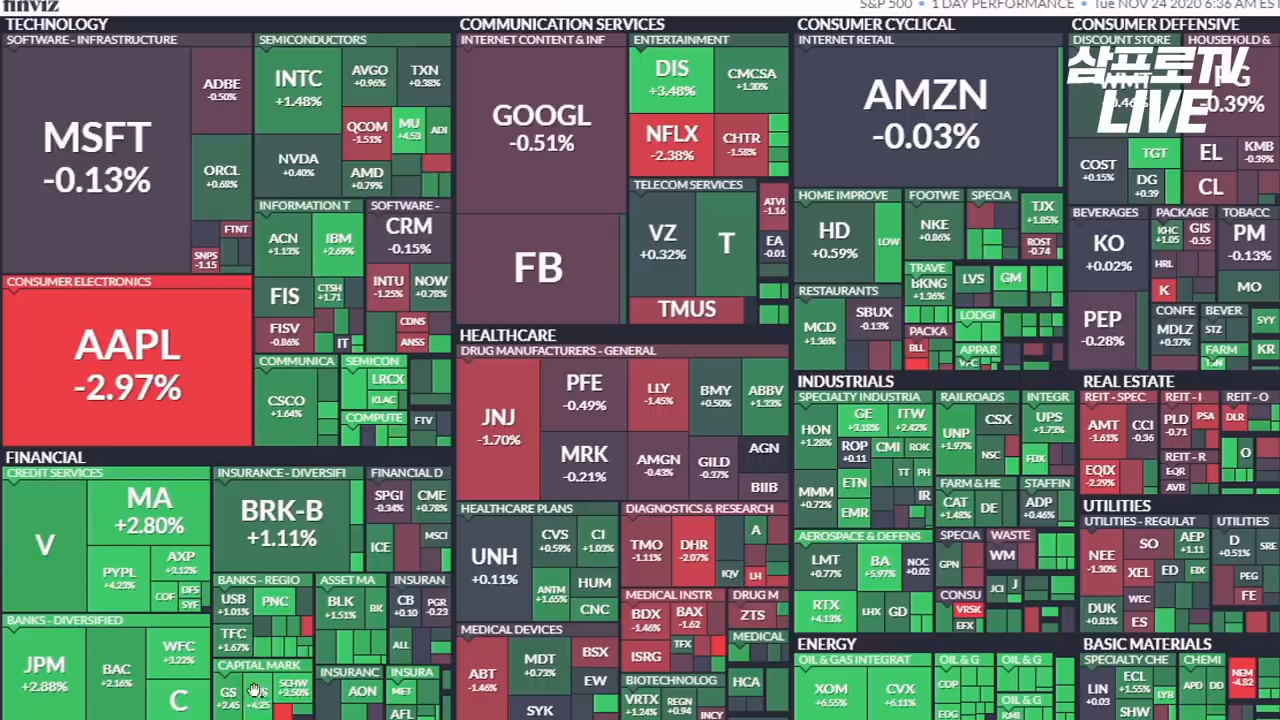 finviz
S&P 500 • 1 DAY PERFORMANCE • Tue NOV 24 2020 6:36 AM EST
삼프로TV
LIVE
TECHNOLOGY
SOFTWARE - INFRASTRUCTURE
MSFT
-0.13%
ADBE
-0.50%
ORCL
+0.68%
FTNT
SNPS
-1.15
SEMICONDUCTORS
INTC
+1.48%
AVGO
+0.96%
TXN
+0.38%
QCOM
-1.51%
MU
+4.53
ADI
NVDA
+0.40%
AMD
+0.79%
INFORMATION T
ACN
+1.13%
IBM
+2.69%
FIS
CTSH
+1.71
FISV
-0.86%
IT
SOFTWARE -
CRM
-0.15%
INTU
-1.25%
NOW
+0.78%
CDNS
ANSS
CONSUMER ELECTRONICS
AAPL
-2.97%
COMMUNICA
CSCO
+1.64%
SEMICON
LRCX
KLAC
COMPUTE
FTV
COMMUNICATION SERVICES
INTERNET CONTENT & INF
GOOGL
-0.51%
FB
ENTERTAINMENT
DIS
+3.48%
CMCSA
+1.30%
NFLX
-2.38%
CHTR
-1.58%
TELECOM SERVICES
VZ
+0.32%
T
TMUS
ATVI
-1.16
EA
-0.01
CONSUMER CYCLICAL
INTERNET RETAIL
AMZN
-0.03%
HOME IMPROVE
HD
+0.59%
LOW
FOOTWE
NKE
+0.86%
SPECIA
TJX
+1.85%
ROST
-0.74
TRAVE
BKNG
+1.36%
LVS
GM
RESTAURANTS
MCD
+1.36%
SBUX
-0.13%
PACKA
BLL
LODGI
APPAR
VFC
CONSUMER DEFENSIVE
DISCOUNT STORE
WMT
COST
+0.15%
TGT
DG
+0.39
HOUSEHOLD &
PG
-0.39%
EL
KMB
-0.39%
CL
BEVERAGES
KO
+0.02%
PEP
-0.28%
PACKAGE
KHC
+1.05
GIS
-0.55
HRL
K
TOBACC
PM
-0.13%
MO
CONFE
MDLZ
+0.37%
BEVER
STZ
SYY
FARM
TSN
KR
FINANCIAL
CREDIT SERVICES
V
MA
+2.80%
PYPL
+4.23%
AXP
+3.12%
COF
DFS
SYF
INSURANCE - DIVERSIFI
BRK-B
+1.11%
FINANCIAL D
SPGI
-0.34%
CME
+0.78%
ICE
MSCI
BANKS - REGIO
USB
+1.01%
PNC
TFC
+1.67%
ASSET MA
BLK
+1.51%
BK
INSURAN
CB
+0.10
PGR
-0.23
ALL
BANKS - DIVERSIFIED
JPM
+2.88%
BAC
+2.16%
WFC
+3.22%
C
CAPITAL MARK
GS
+2.45
+4.25
SCHW
+2.50%
INSURANC
AON
INSURA
MET
AFL
HEALTHCARE
DRUG MANUFACTURERS - GENERAL
JNJ
-1.70%
PFE
-0.49%
LLY
-1.45%
BMY
+0.50%
ABBV
+1.33%
MRK
-0.21%
AMGN
-0.43%
GILD
-0.37%
AGN
BIIB
HEALTHCARE PLANS
UNH
+0.11%
CVS
+0.59%
CI
+1.03%
ANTM
+1.65%
HUM
CNC
DIAGNOSTICS & RESEARCH
TMO
-1.11%
DHR
-2.07%
A
IQV
LH
MEDICAL INSTR
BDX
-1.46%
BAX
-1.62
TFX
ISRG
DRUG M
ZTS
MEDICAL
HCA
MEDICAL DEVICES
ABT
-1.46%
MDT
+0.73%
BSX
EW
SYK
BIOTECHNOLOG
VRTX
+1.24%
REGN
+0.94
INCY
INDUSTRIALS
SPECIALTY INDUSTRIA
HON
+1.28%
GE
+3.18%
ITW
+2.42%
ROP
+0.11
CMI
ROK
TT
PH
MMM
+0.72%
ETN
EMR
IR
RAILROADS
UNP
+1.97%
CSX
NSC
INTEGR
UPS
+1.73%
FDX
FARM & HE
CAT
+1.48%
DE
STAFFIN
ADP
+0.46%
AEROSPACE & DEFENS
LMT
+0.77%
BA
+5.97%
NOC
+0.02
RTX
+4.13%
LHX
GD
SPECIA
GPN
WASTE
WM
JCI
J
CONSU
VRSK
EFX
REAL ESTATE
REIT - SPEC
AMT
-1.61%
CCI
-0.36
EQIX
-2.29%
REIT - I
PLD
-0.71
PSA
REIT - R
EQR
AVB
REIT - O
DLR
O
UTILITIES
UTILITIES - REGULAT
NEE
-1.30%
SO
AEP
+1.11
XEL
ED
EIX
WEC
DUK
+0.81%
ES
UTILITIES
D
+0.51%
SRE
PEG
FE
ENERGY
OIL & GAS INTEGRAT
XOM
+6.55%
CVX
+6.11%
OIL & G
COP
EOG
OIL & G
OIL & G
KMI
BASIC MATERIALS
SPECIALTY CHE
LIN
+0.03
ECL
+1.55%
LYB
SHW
CHEMI
APD
DD
NEM
-4.82